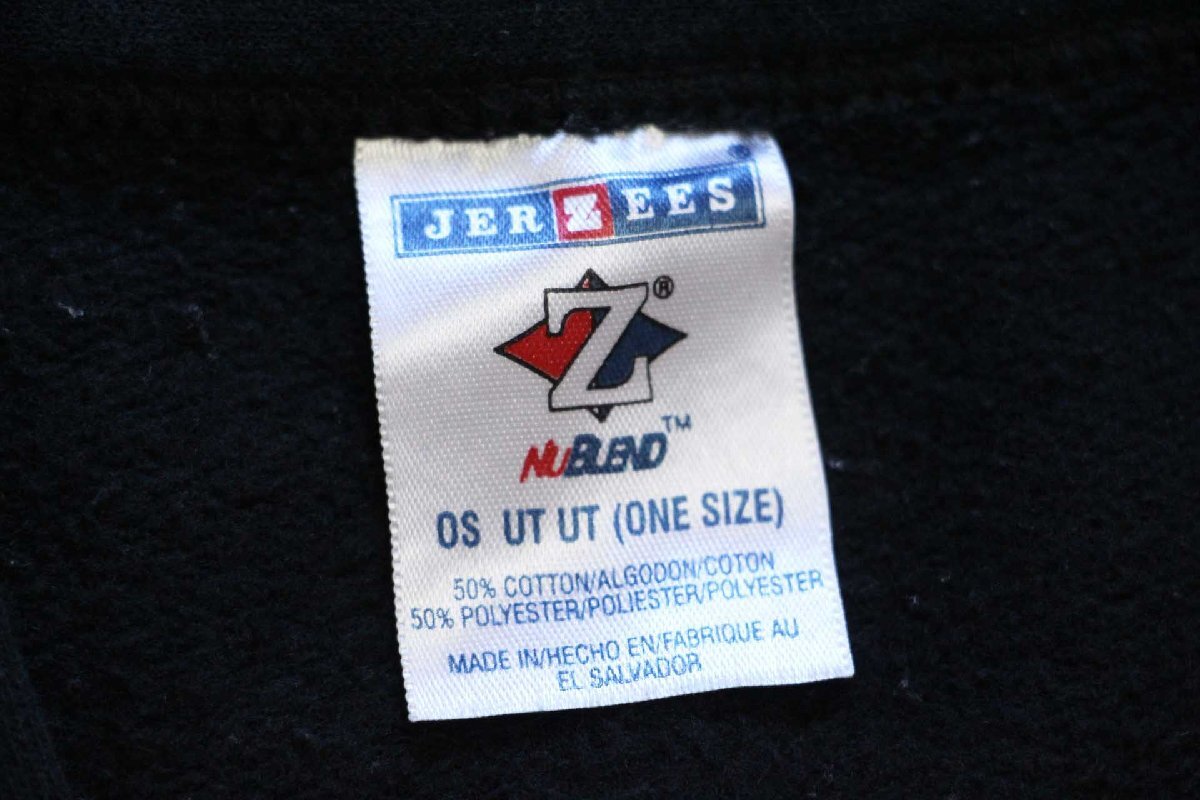 JERZEES
Z®
NUBLEND™
OS UT UT (ONE SIZE)
50% COTTON/ALGODON/COTON
50% POLYESTER/POLIESTER/POLYESTER
MADE IN/HECHO EN/FABRIQUE AU
EL SALVADOR